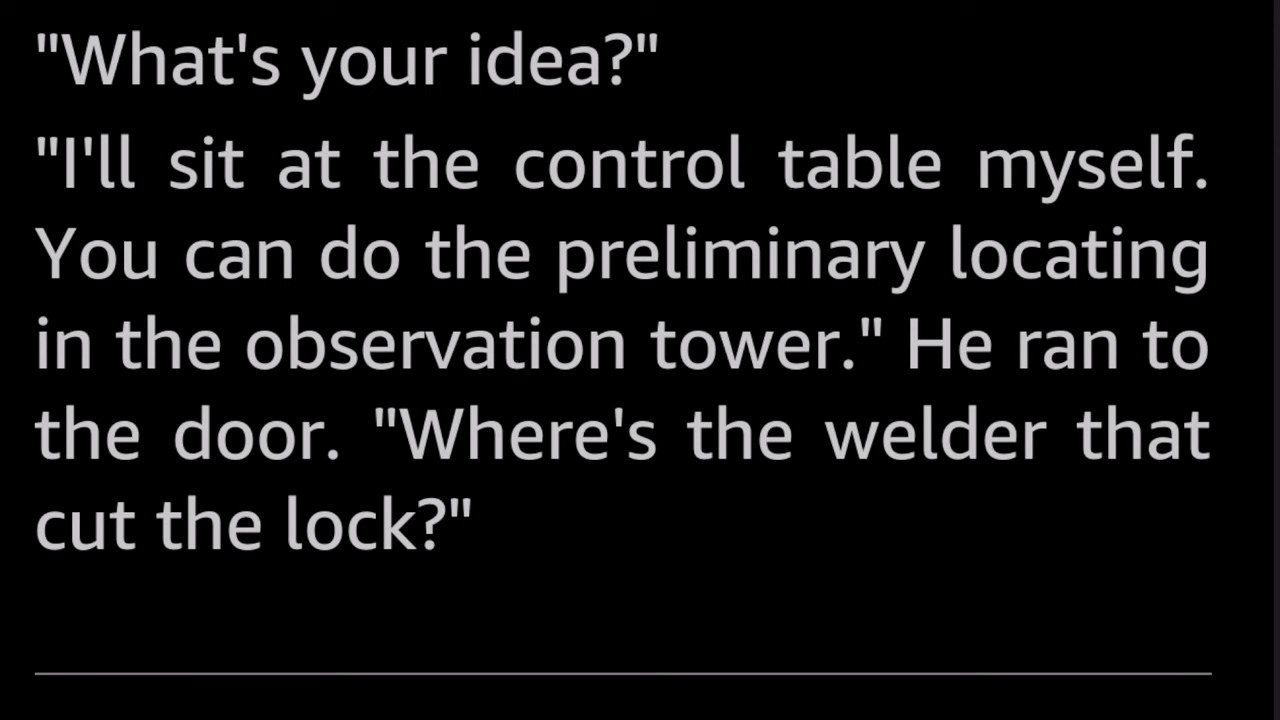 "What's your idea?"
"I'll sit at the control table myself.
You can do the preliminary locating
in the observation tower." He ran to
the door. "Where's the welder that
cut the lock?"